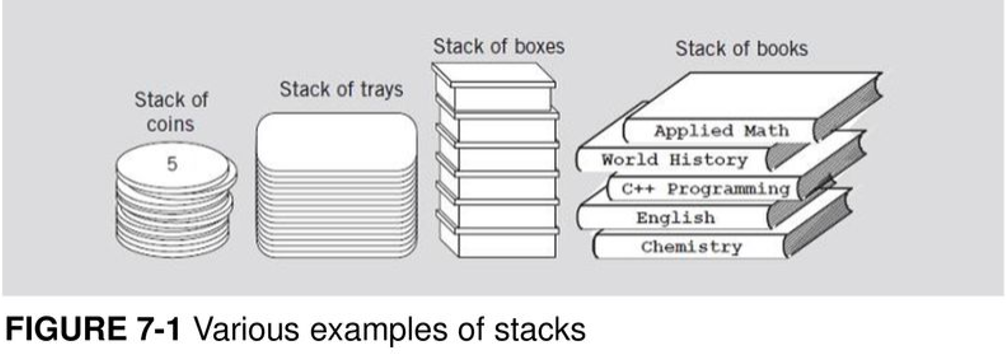 Stack of
coins
Stack of trays
Stack of boxes
Stack of books
5
Applied Math
World History
C++ Programming
English
Chemistry
FIGURE 7-1 Various examples of stacks